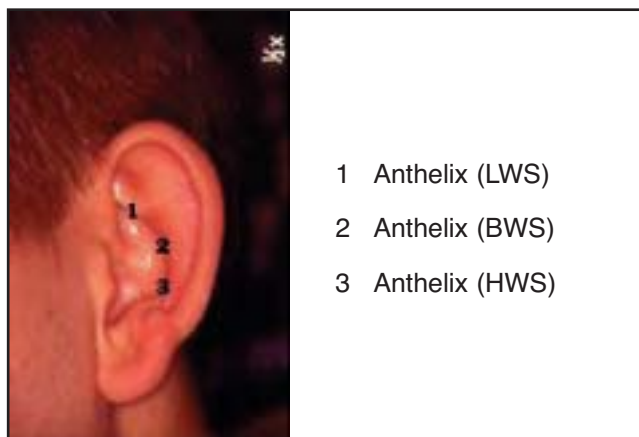 1
2
3
1 Anthelix (LWS)
2 Anthelix (BWS)
3 Anthelix (HWS)